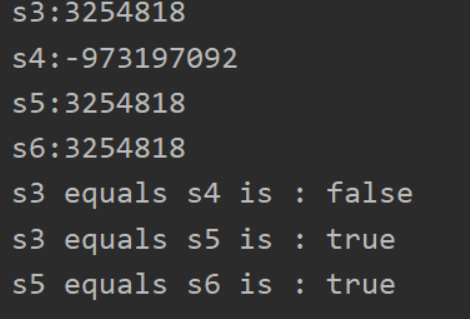 s3:3254818
s4:-973197092
s5:3254818
s6:3254818
s3 equals s4 is : false
s3 equals s5 is : true
s5 equals s6 is : true